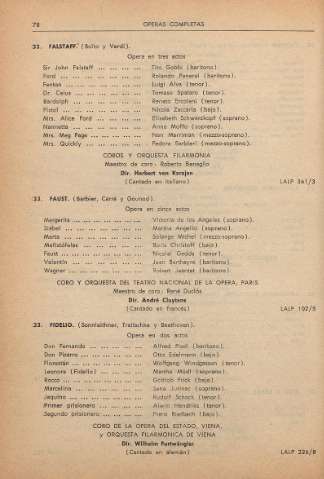 78 OPERAS COMPLETAS
32. FALSTAFF. (Boito y Verdi).
Opera en tres actos
Sir John Falstaff ... ... ... ... Tito Gobbi (barítono).
Ford ... ... ... ... ... ... Rolando Panerai (barítono).
Fenton ... ... ... ... ... ... Luigi Alva (tenor).
Dr. Caius ... ... ... ... ... Tomaso Spataro (tenor).
Bardolph ... ... ... ... ... Renato Ercolani (tenor).
Pistol ... ... ... ... ... ... Nicola Zaccaria (bajo).
Mrs. Alice Ford ... ... ... ... Elisabeth Schwarzkopf (soprano).
Nannetta ... ... ... ... ... Anna Moffo (soprano).
Mrs. Meg Page ... ... ... ... Nan Merriman (mezzo-soprano).
Mrs. Quickly ... ... ... ... Fedora Barbieri (mezzo-soprano).
COROS Y ORQUESTA FILARMONIA
Maestro de coro: Roberto Benaglio
Dir. Herbert von Karajan
(Cantado en italiano) LALP 361/3
33. FAUST. (Barbier, Carré y Gounod).
Opera en cinco actos
Margarita ... ... ... ... ... Victoria de los Angeles (soprano).
Siebel ... ... ... ... ... ... Martha Angelici (soprano).
Marta ... ... ... ... ... ... Solange Michel (mezzo-soprano).
Mefistófeles ... ... ... ... ... Boris Christoff (bajo).
Faust ... ... ... ... ... ... Nicolai Gedda (tenor).
Valentín ... ... ... ... ... Jean Borthayre (barítono).
Wagner ... ... ... ... ... Robert Jeantet (barítono).
CORO Y ORQUESTA DEL TEATRO NACIONAL DE LA OPERA, PARIS
Maestro de coro: René Duclós
Dir. André Cluytens
(Cantado en francés) LALP 102/5
33. FIDELIO. (Sonnleithner, Treitschke y Beethoven).
Opera en dos actos
Don Fernando ... ... ... ... Alfred Poell (barítono).
Don Pizarro ... ... ... ... Otto Edelmann (bajo).
Florestán ... ... ... ... ... Wolfgang Windgassen (tenor).
Leonora (Fidelio) ... ... ... Martha Modl (soprano).
Rocco ... ... ... ... ... ... Gottlob Frick (bajo).
Marcelina ... ... ... ... ... Sena Jurinac (soprano).
Jaquino ... ... ... ... ... Rudolf Schock (tenor).
Primer prisionero ... ... ... Alwin Hendriks (tenor).
Segundo prisionero ... ... ... Franz Bierbach (bajo).
CORO DE LA OPERA DEL ESTADO, VIENA,
y ORQUESTA FILARMONICA DE VIENA
Dir. Wilhelm Furtwängler
(Cantado en alemán) LALP 226/8